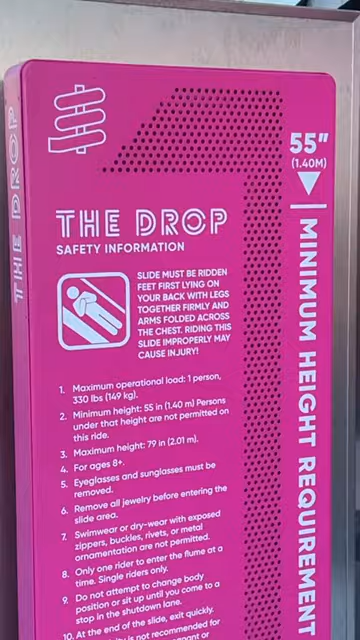 THE DROP
55"
(1.40M)
MINIMUM HEIGHT REQUIREMENT
THE DROP
SAFETY INFORMATION
SLIDE MUST BE RIDDEN
FEET FIRST LYING ON
YOUR BACK WITH LEGS
TOGETHER FIRMLY AND
ARMS FOLDED ACROSS
THE CHEST. RIDING THIS
SLIDE IMPROPERLY MAY
CAUSE INJURY!
1. Maximum operational load: 1 person,
330 lbs (149 kg).
2. Minimum height: 55 in (1.40 m) Persons
under that height are not permitted on
this ride.
3. Maximum height: 79 in (2.01 m).
4. For ages 8+.
5. Eyeglasses and sunglasses must be
removed.
6. Remove all jewelry before entering the
slide area.
7. Swimwear or dry-wear with exposed
zippers, buckles, rivets, or metal
ornamentation are not permitted.
8. Only one rider to enter the flume at a
time. Single riders only.
9. Do not attempt to change body
position or sit up until you come to a
stop in the shutdown lane.
10. At the end of the slide, exit quickly.
is not recommended for
or